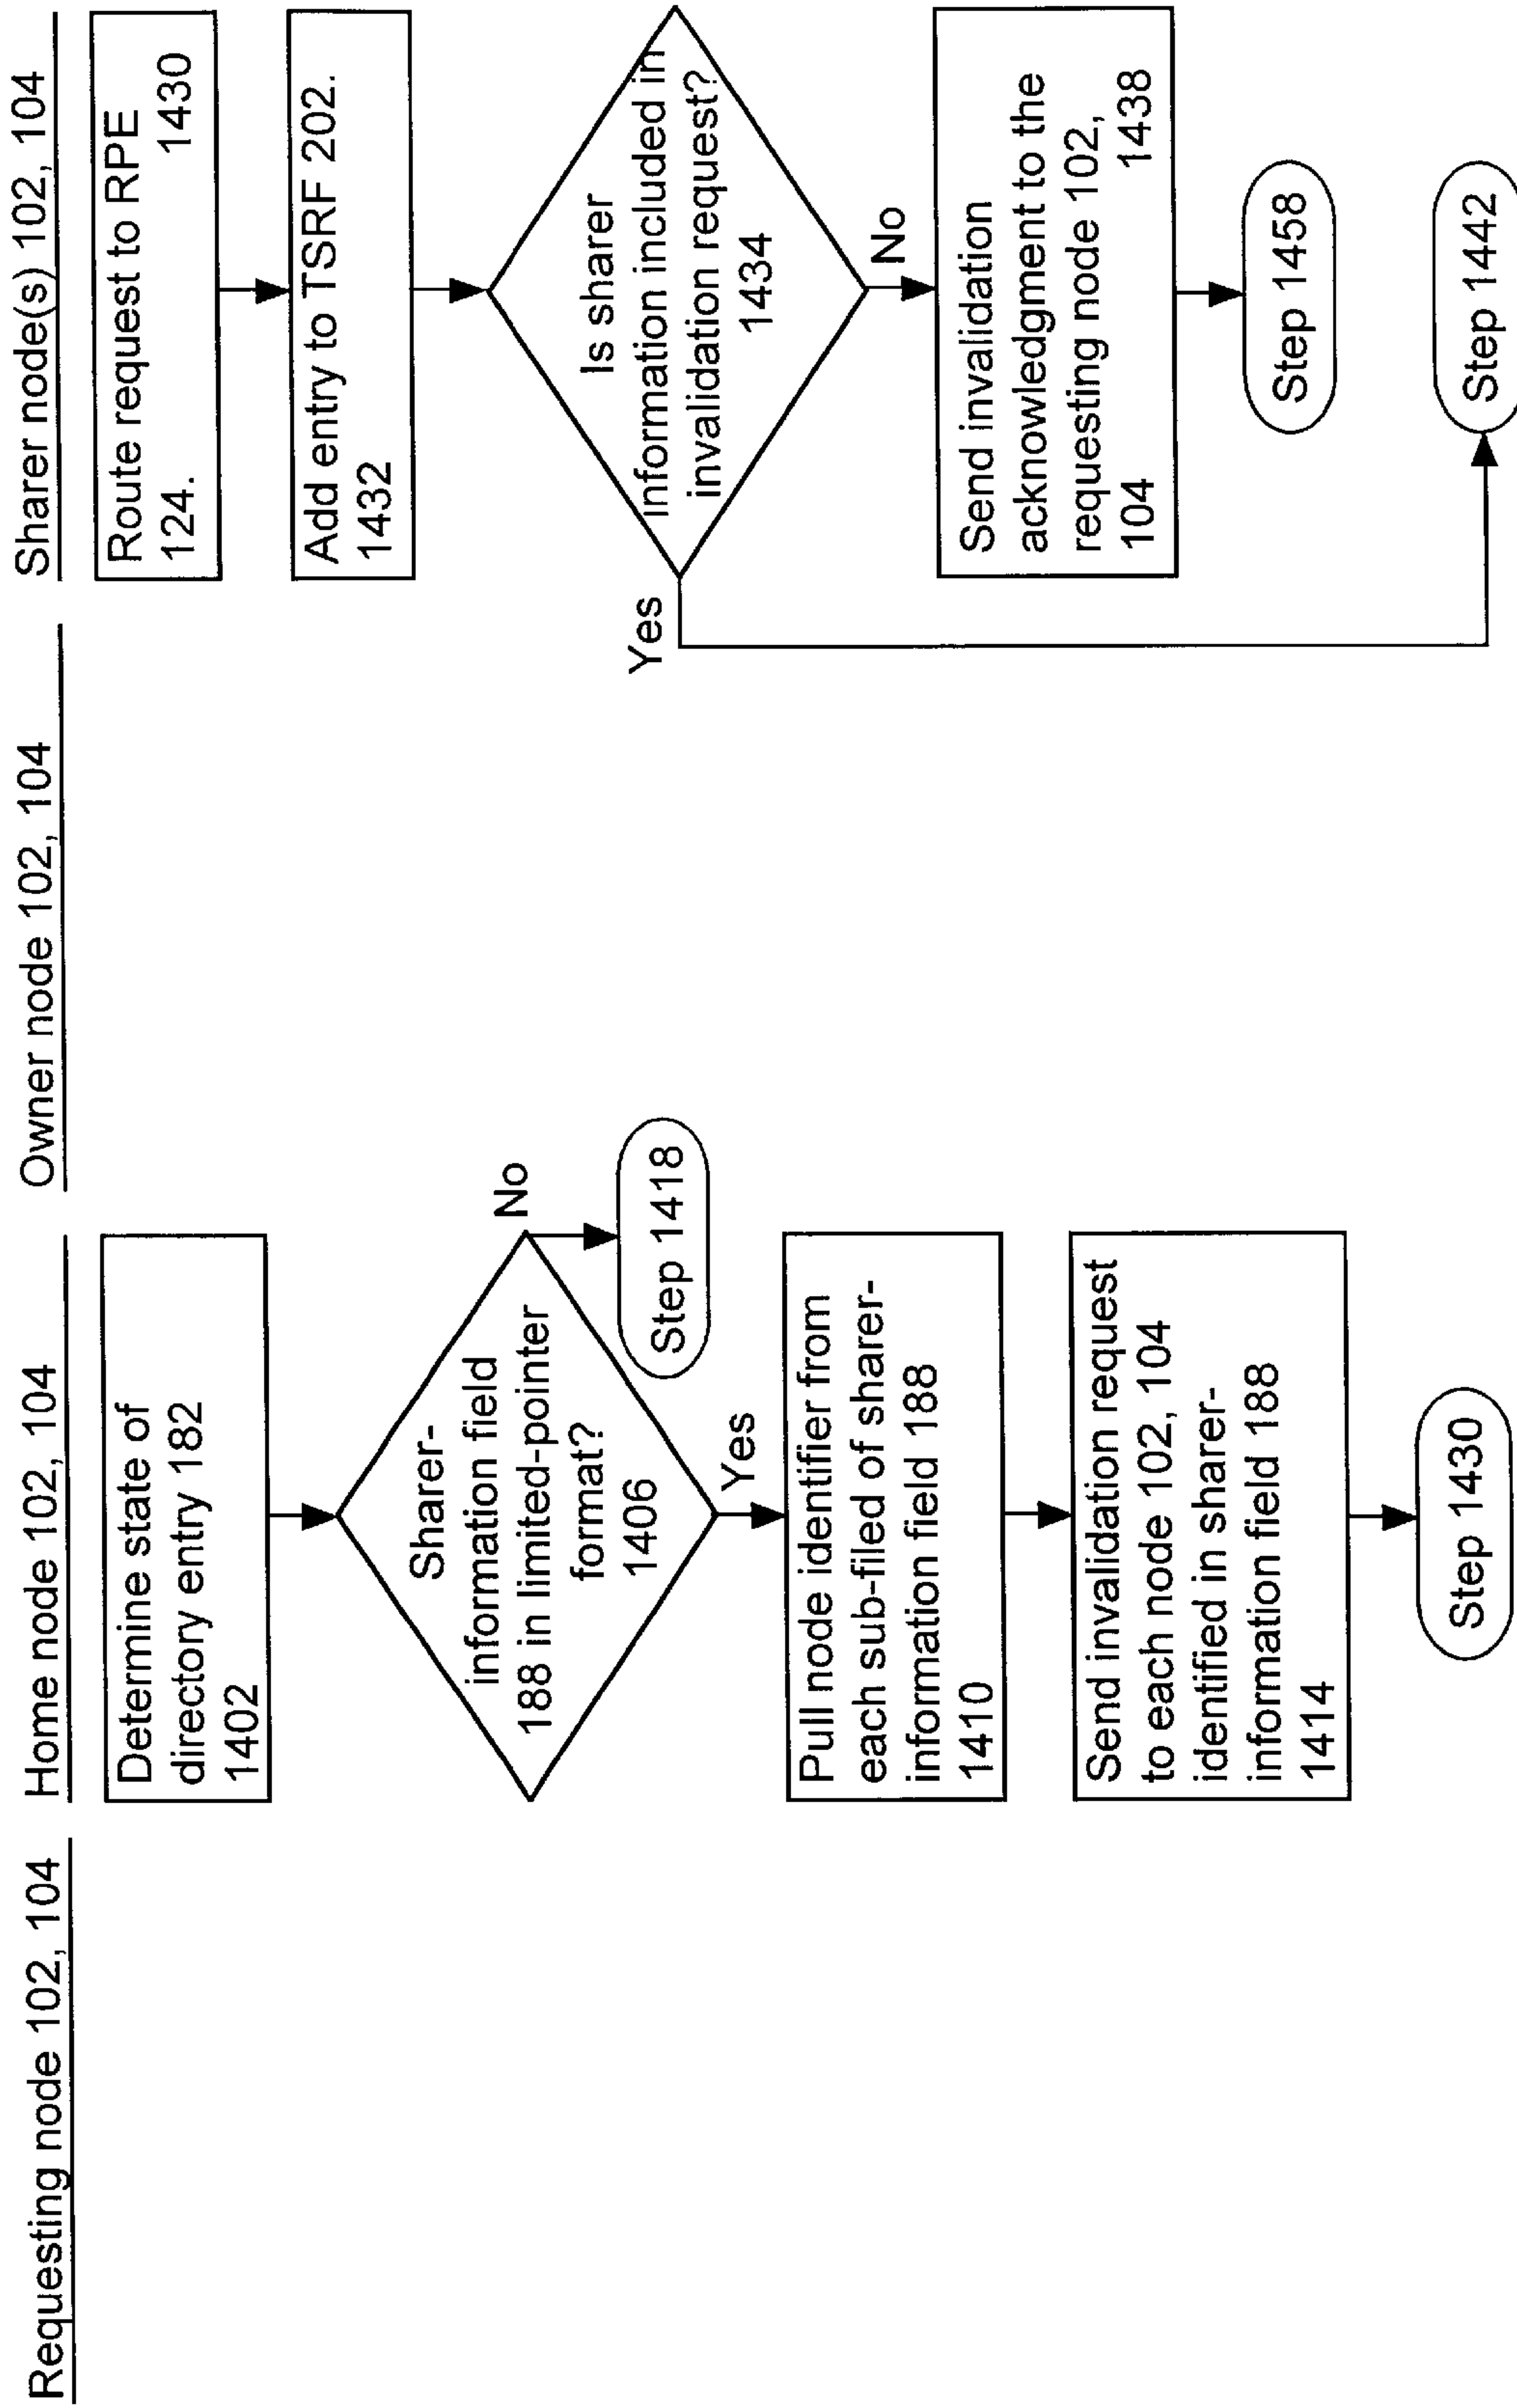 Requesting node 102, 104
Home node 102, 104
Determine state of
directory entry 182
1402
Sharer-
information field
188 in limited-pointer
format?
1406
No
Step 1418
Yes
Pull node identifier from
each sub-filed of sharer-
information field 188
1410
Send invalidation request
to each node 102, 104
identified in sharer-
information field 188
1414
Step 1430
Owner node 102, 104
Sharer node(s) 102, 104
Route request to RPE
124. 1430
Add entry to TSRF 202.
1432
Is sharer
information included in
invalidation request?
1434
Yes
No
Send invalidation
acknowledgment to the
requesting node 102,
104 1438
Step 1458
Step 1442